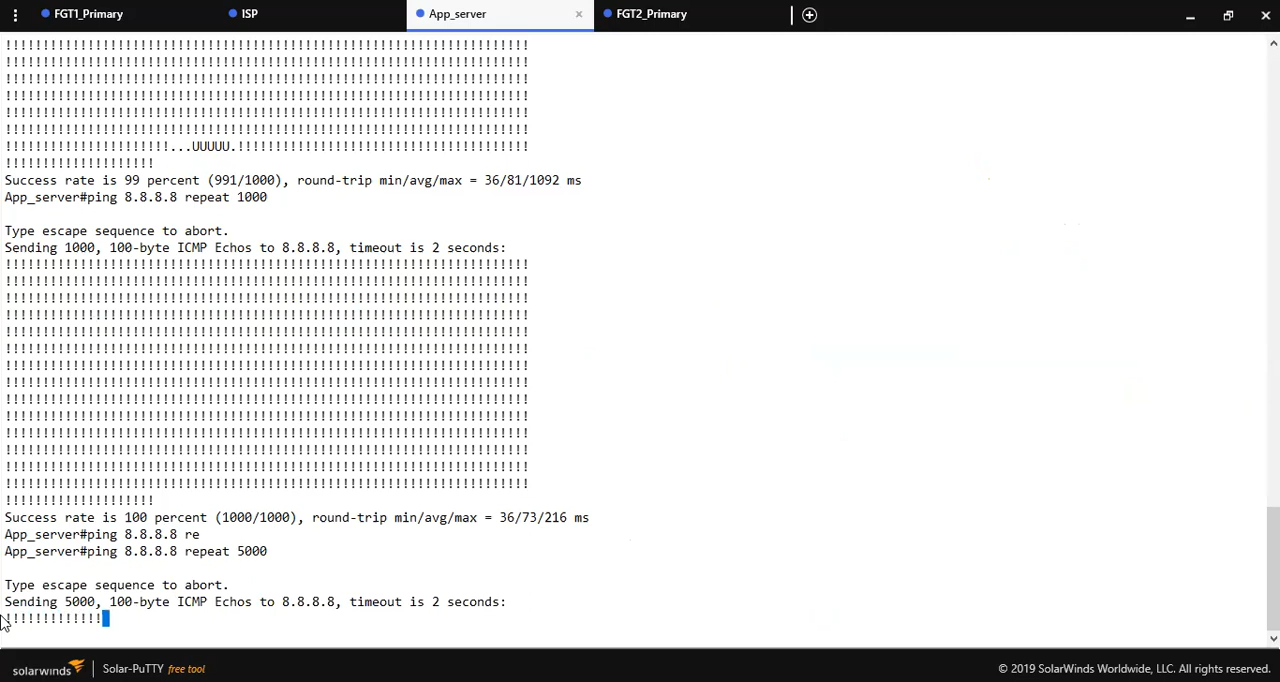 FGT1_Primary
ISP
App_server
FGT2_Primary
!!!!!!!!!!!!!!!!!!!!!!!!!!!!!!!!!!!!!!!!!!!!!!!!!!!!!!!!!!!!!!!!!!!!!!
!!!!!!!!!!!!!!!!!!!!!!!!!!!!!!!!!!!!!!!!!!!!!!!!!!!!!!!!!!!!!!!!!!!!!!
!!!!!!!!!!!!!!!!!!!!!!!!!!!!!!!!!!!!!!!!!!!!!!!!!!!!!!!!!!!!!!!!!!!!!!
!!!!!!!!!!!!!!!!!!!!!!!!!!!!!!!!!!!!!!!!!!!!!!!!!!!!!!!!!!!!!!!!!!!!!!
!!!!!!!!!!!!!!!!!!!!!!!!!!!!!!!!!!!!!!!!!!!!!!!!!!!!!!!!!!!!!!!!!!!!!!
!!!!!!!!!!!!!!!!!!!!!!!!!!!!!!!!!!!!!!!!!!!!!!!!!!!!!!!!!!!!!!!!!!!!!!
!!!!!!!!!!!!!!!!!!!!!!...UUUUU.!!!!!!!!!!!!!!!!!!!!!!!!!!!!!!!!!!!!!!!
!!!!!!!!!!!!!!!!!!!!
Success rate is 99 percent (991/1000), round-trip min/avg/max = 36/81/1092 ms
App_server#ping 8.8.8.8 repeat 1000
Type escape sequence to abort.
Sending 1000, 100-byte ICMP Echos to 8.8.8.8, timeout is 2 seconds:
!!!!!!!!!!!!!!!!!!!!!!!!!!!!!!!!!!!!!!!!!!!!!!!!!!!!!!!!!!!!!!!!!!!!!!
!!!!!!!!!!!!!!!!!!!!!!!!!!!!!!!!!!!!!!!!!!!!!!!!!!!!!!!!!!!!!!!!!!!!!!
!!!!!!!!!!!!!!!!!!!!!!!!!!!!!!!!!!!!!!!!!!!!!!!!!!!!!!!!!!!!!!!!!!!!!!
!!!!!!!!!!!!!!!!!!!!!!!!!!!!!!!!!!!!!!!!!!!!!!!!!!!!!!!!!!!!!!!!!!!!!!
!!!!!!!!!!!!!!!!!!!!!!!!!!!!!!!!!!!!!!!!!!!!!!!!!!!!!!!!!!!!!!!!!!!!!!
!!!!!!!!!!!!!!!!!!!!!!!!!!!!!!!!!!!!!!!!!!!!!!!!!!!!!!!!!!!!!!!!!!!!!!
!!!!!!!!!!!!!!!!!!!!!!!!!!!!!!!!!!!!!!!!!!!!!!!!!!!!!!!!!!!!!!!!!!!!!!
!!!!!!!!!!!!!!!!!!!!!!!!!!!!!!!!!!!!!!!!!!!!!!!!!!!!!!!!!!!!!!!!!!!!!!
!!!!!!!!!!!!!!!!!!!!!!!!!!!!!!!!!!!!!!!!!!!!!!!!!!!!!!!!!!!!!!!!!!!!!!
!!!!!!!!!!!!!!!!!!!!!!!!!!!!!!!!!!!!!!!!!!!!!!!!!!!!!!!!!!!!!!!!!!!!!!
!!!!!!!!!!!!!!!!!!!!!!!!!!!!!!!!!!!!!!!!!!!!!!!!!!!!!!!!!!!!!!!!!!!!!!
!!!!!!!!!!!!!!!!!!!!!!!!!!!!!!!!!!!!!!!!!!!!!!!!!!!!!!!!!!!!!!!!!!!!!!
!!!!!!!!!!!!!!!!!!!!!!!!!!!!!!!!!!!!!!!!!!!!!!!!!!!!!!!!!!!!!!!!!!!!!!
!!!!!!!!!!!!!!!!!!!!!!!!!!!!!!!!!!!!!!!!!!!!!!!!!!!!!!!!!!!!!!!!!!!!!!
!!!!!!!!!!!!!!!!!!!!
Success rate is 100 percent (1000/1000), round-trip min/avg/max = 36/73/216 ms
App_server#ping 8.8.8.8 re
App_server#ping 8.8.8.8 repeat 5000
Type escape sequence to abort.
Sending 5000, 100-byte ICMP Echos to 8.8.8.8, timeout is 2 seconds:
!!!!!!!!!!!!!
solarwinds
Solar-PuTTY free tool
© 2019 SolarWinds Worldwide, LLC. All rights reserved.